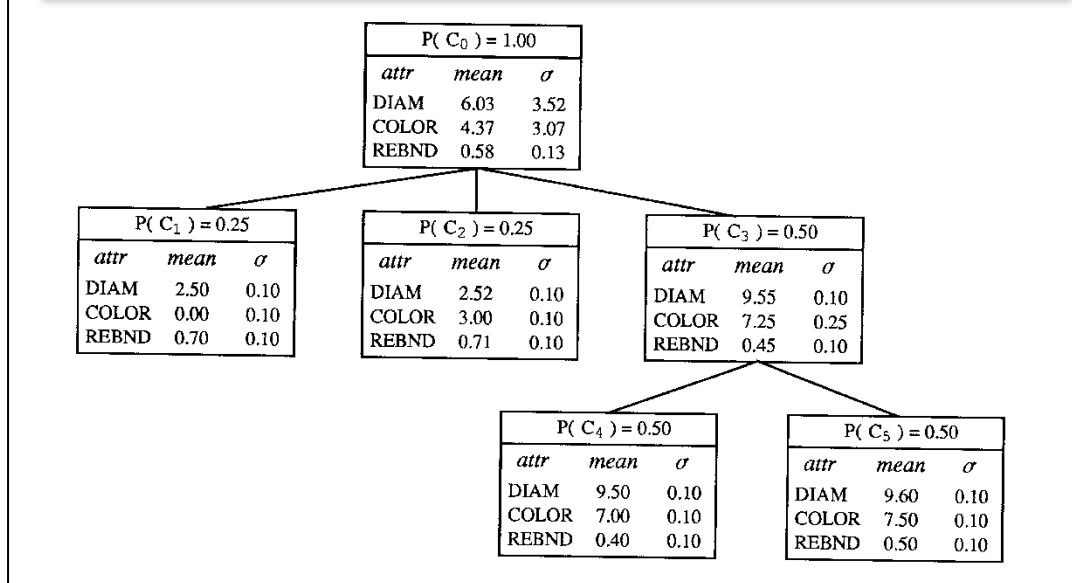 P( C₀ ) = 1.00
attr mean σ
DIAM 6.03 3.52
COLOR 4.37 3.07
REBND 0.58 0.13
P( C₁ ) = 0.25
attr mean σ
DIAM 2.50 0.10
COLOR 0.00 0.10
REBND 0.70 0.10
P( C₂ ) = 0.25
attr mean σ
DIAM 2.52 0.10
COLOR 3.00 0.10
REBND 0.71 0.10
P( C₃ ) = 0.50
attr mean σ
DIAM 9.55 0.10
COLOR 7.25 0.25
REBND 0.45 0.10
P( C₄ ) = 0.50
attr mean σ
DIAM 9.50 0.10
COLOR 7.00 0.10
REBND 0.40 0.10
P( C₅ ) = 0.50
attr mean σ
DIAM 9.60 0.10
COLOR 7.50 0.10
REBND 0.50 0.10